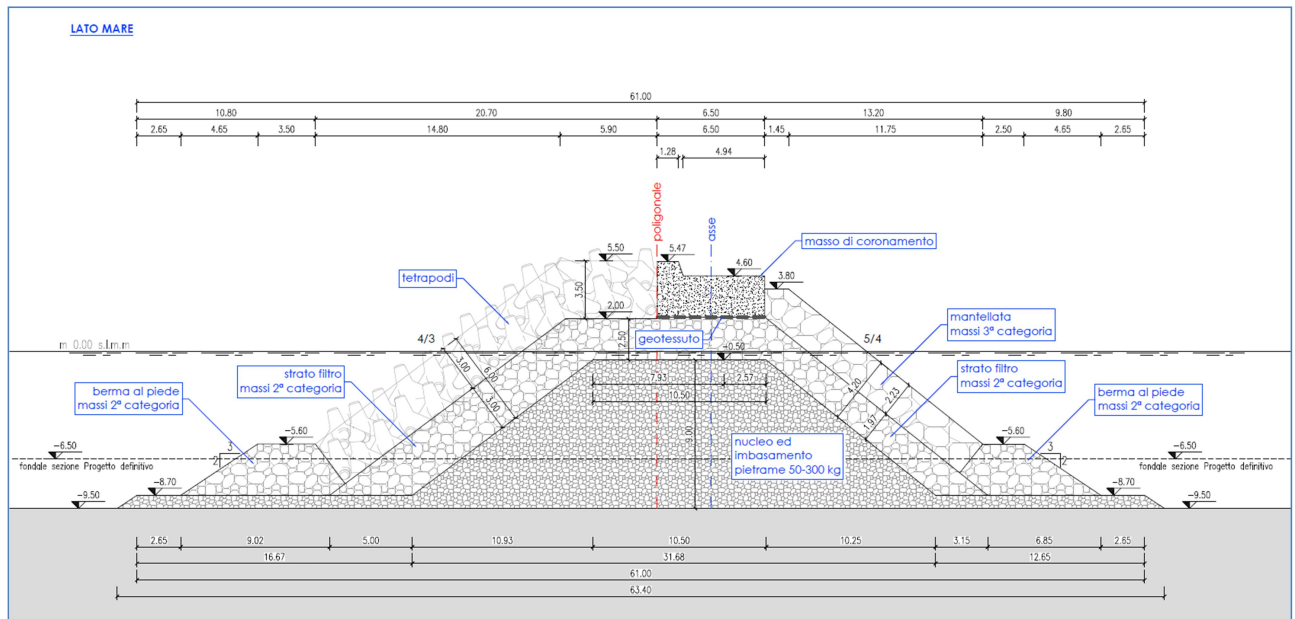 LATO MARE
61.00
10.80 20.70 6.50 13.20 9.80
2.65 4.65 3.50 14.80 5.90 6.50 1.45 11.75 2.50 4.65 2.65
1.28 4.94
poligonale
asse
masso di coronamento
5.50 5.47 4.60
3.80
tetrapodi
3.50
2.00
mantellata
massi 3ª categoria
geotessuto
4/3 5/4
m 0.00 s.l.m.m
2.50
-0.50
strato filtro
massi 2ª categoria
strato filtro
massi 2ª categoria
3.00 6.00 3.00
7.93 2.57
10.50
4.20 2.23 1.97
berma al piede
massi 2ª categoria
berma al piede
massi 2ª categoria
9.00
nucleo ed
imbasamento
pietrame 50-300 kg
-5.60 -5.60
3 2 3 2
-6.50 -6.50
fondale sezione Progetto definitivo fondale sezione Progetto definitivo
-8.70 -8.70
-9.50 -9.50
2.65 9.02 5.00 10.93 10.50 10.25 3.15 6.85 2.65
16.67 31.68 12.65
61.00
63.40